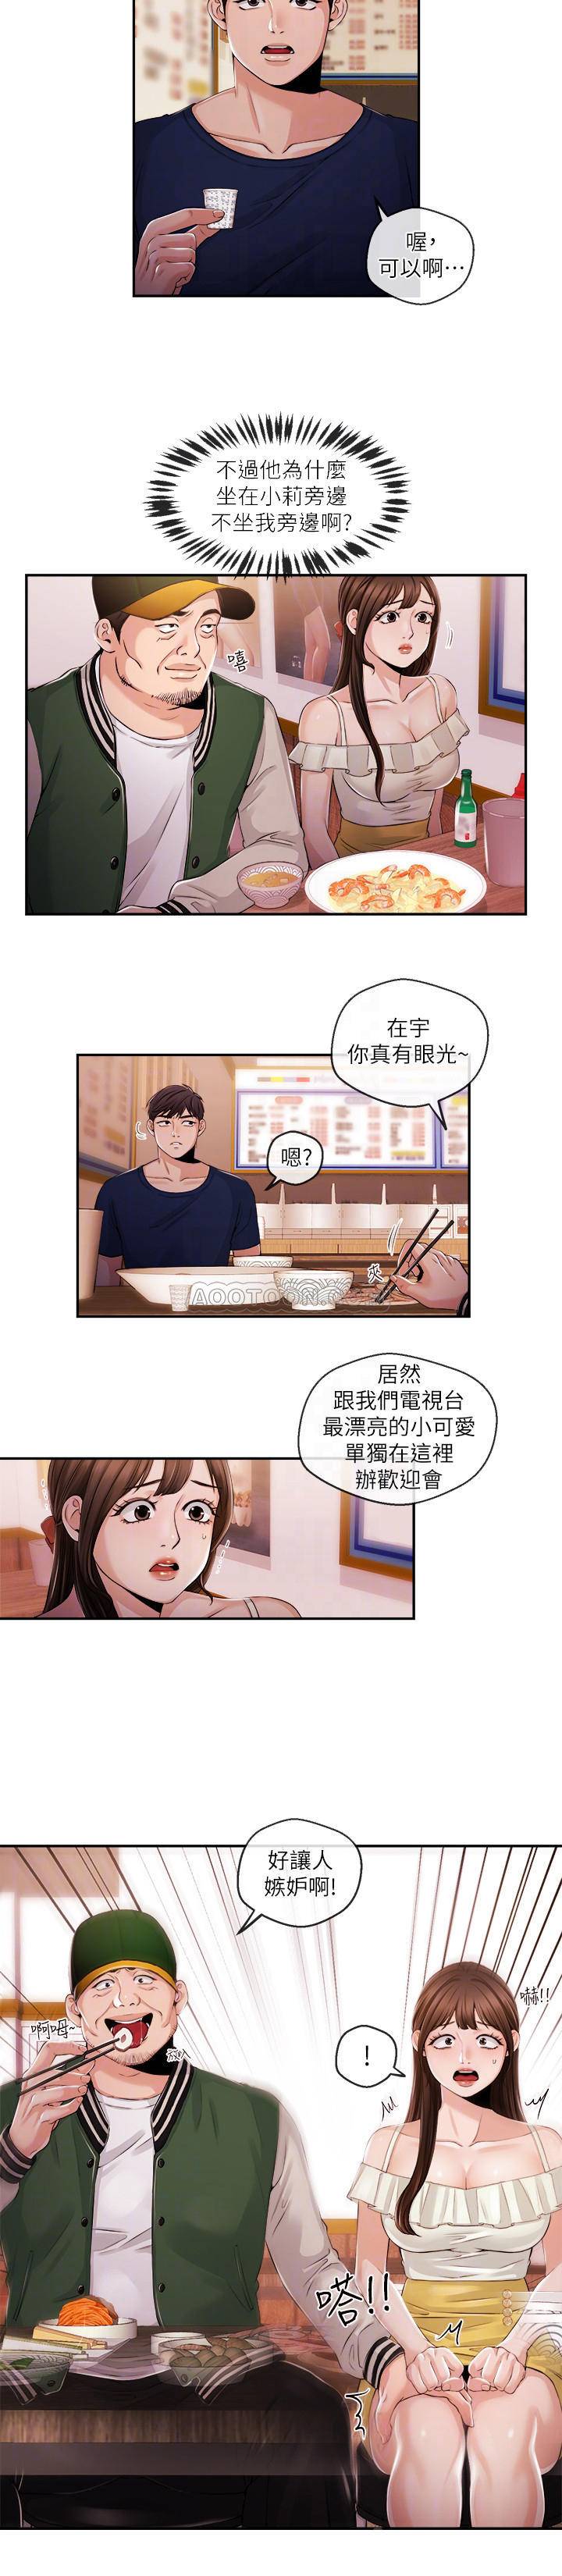 喔，
可以啊…
不過他為什麼
坐在小莉旁邊
不坐我旁邊啊?
嘻
在宇
你真有眼光~
嗯?
夾
居然
跟我們電視台
最漂亮的小可愛
單獨在這裡
辦歡迎會
好讓人
嫉妒啊!
嚇!!
啊呣~
!
嗒!!